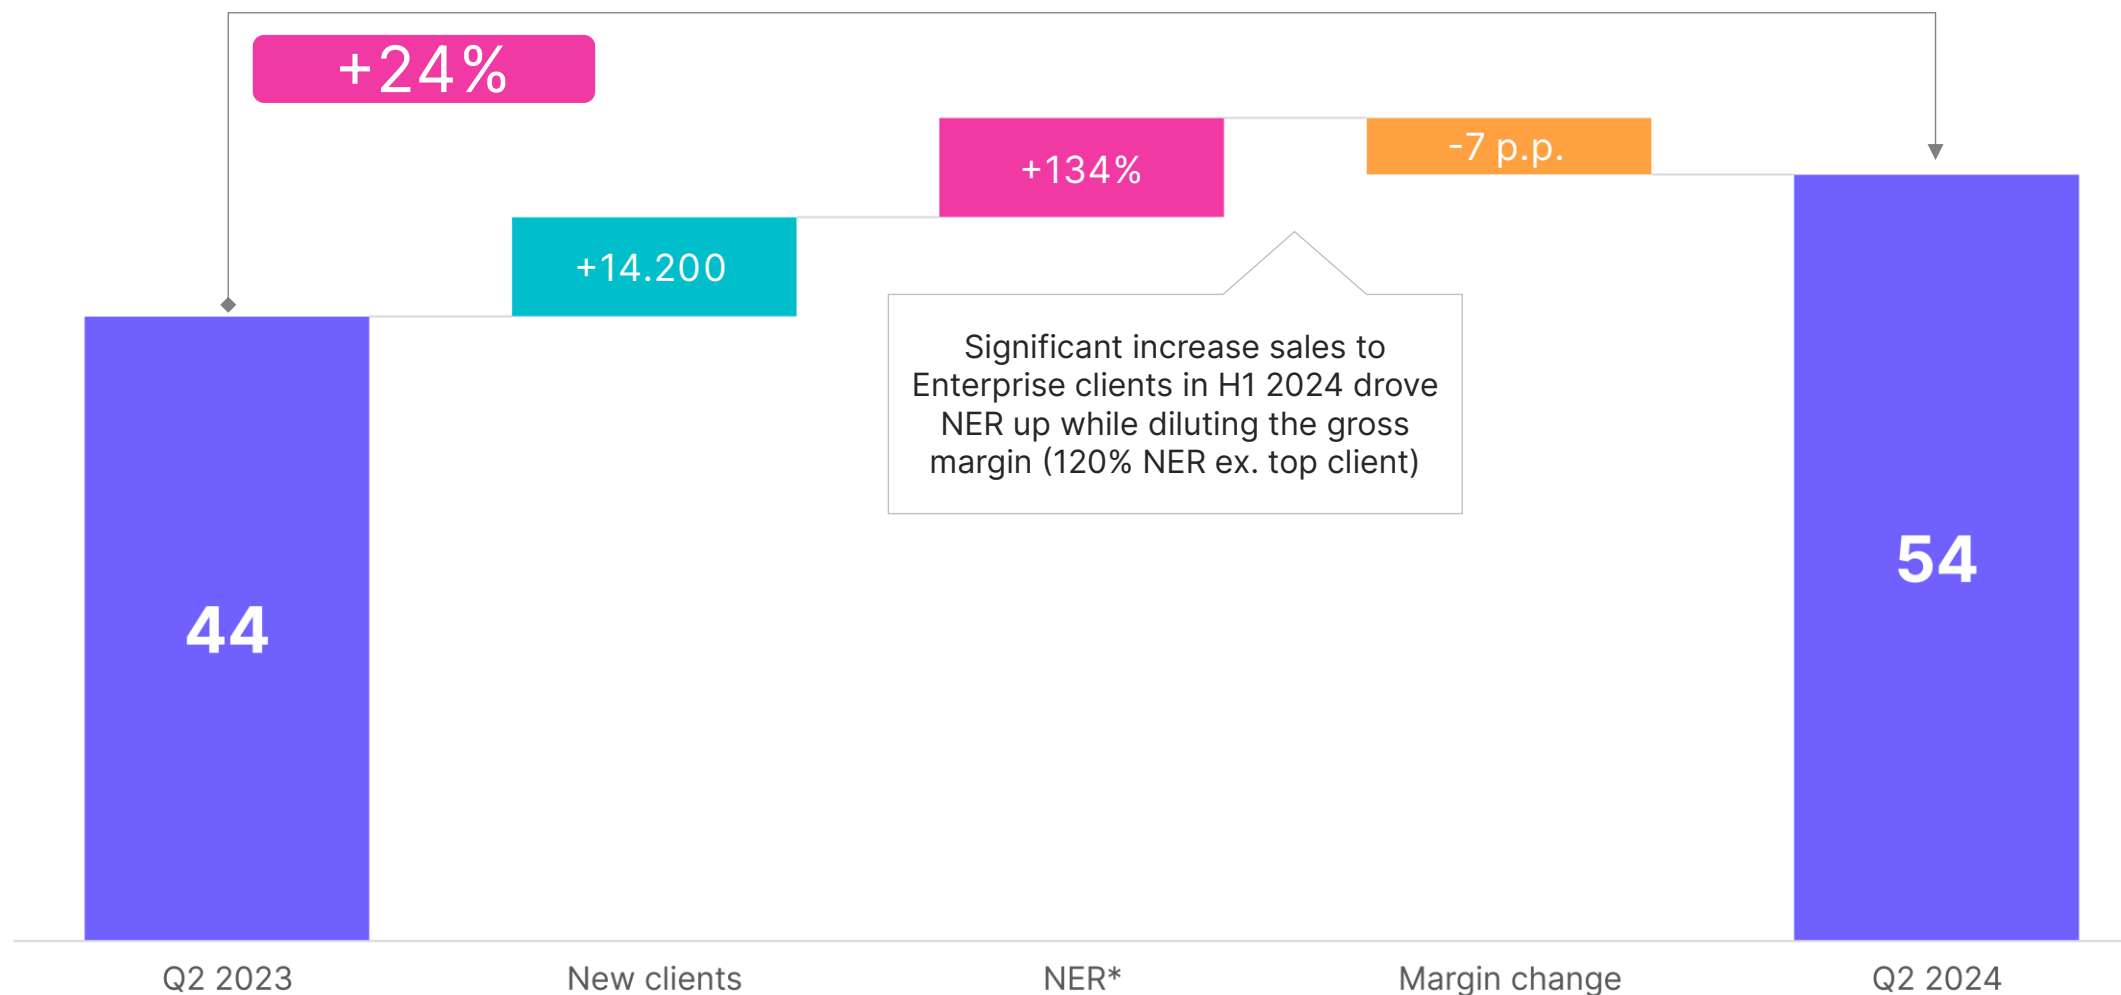 +24%
+134%
-7 p.p.
+14.200
Significant increase sales to
Enterprise clients in H1 2024 drove
NER up while diluting the gross
margin (120% NER ex. top client)
44
54
Q2 2023
New clients
NER*
Margin change
Q2 2024